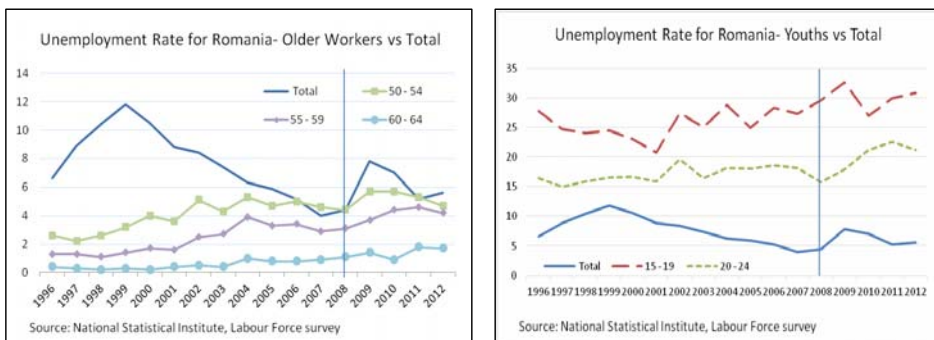 Unemployment Rate for Romania- Older Workers vs Total
14
12
10
8
6
4
2
0
Total
50 - 54
55 - 59
60 - 64
1996 1997 1998 1999 2000 2001 2002 2003 2004 2005 2006 2007 2008 2009 2010 2011 2012
Source: National Statistical Institute, Labour Force survey
Unemployment Rate for Romania- Youths vs Total
35
30
25
20
15
10
5
0
Total
15 - 19
20 - 24
1996 1997 1998 1999 2000 2001 2002 2003 2004 2005 2006 2007 2008 2009 2010 2011 2012
Source: National Statistical Institute, Labour Force survey